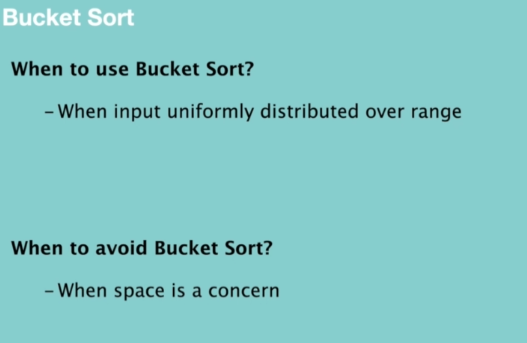 Bucket Sort
When to use Bucket Sort?
– When input uniformly distributed over range
When to avoid Bucket Sort?
– When space is a concern